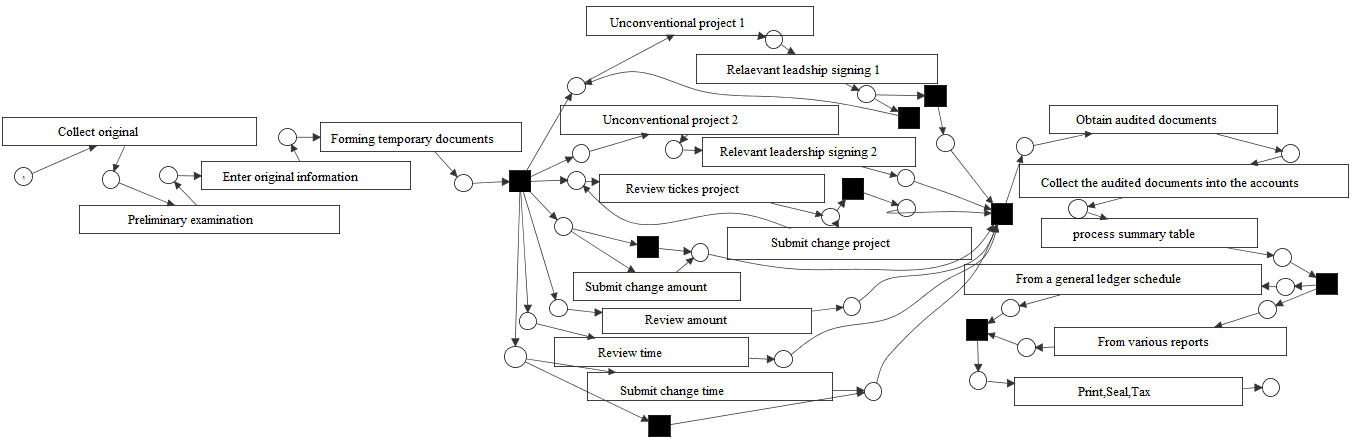 Unconventional project 1
Relaevant leadship signing 1
Unconventional project 2
Obtain audited documents
Collect original
Forming temporary documents
Relevant leadership signing 2
1
Enter original information
Review tickes project
Collect the audited documents into the accounts
Preliminary examination
Submit change project
process summary table
From a general ledger schedule
Submit change amount
Review amount
From various reports
Review time
Submit change time
Print,Seal,Tax